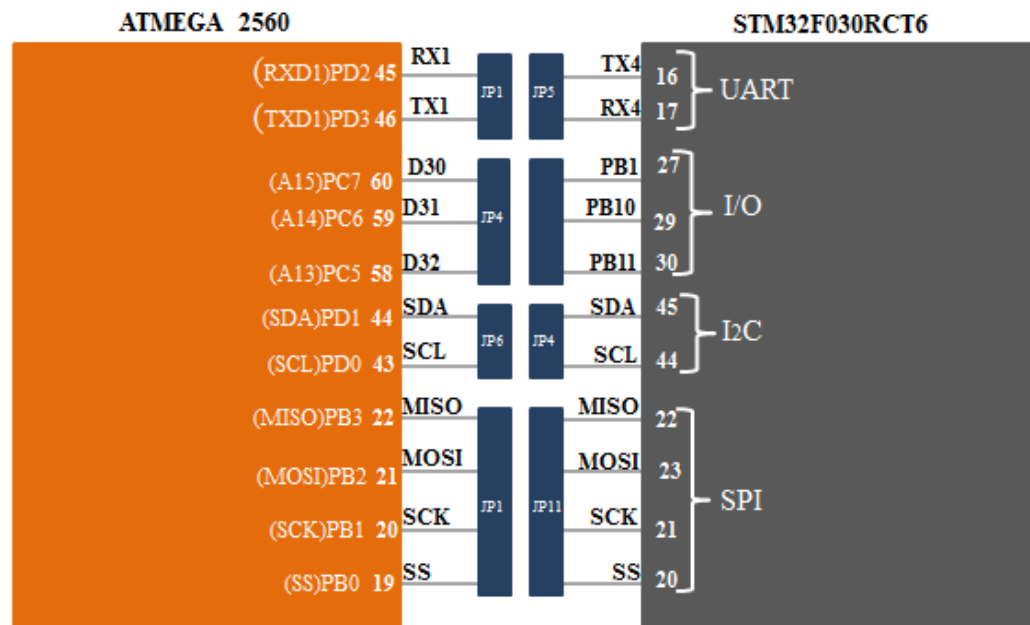 ATMEGA 2560 STM32F030RCT6
(RXD1)PD2 45 RX1 JP1 JP5 TX4 16 UART
(TXD1)PD3 46 TX1 RX4 17
(A15)PC7 60 D30 PB1 27
(A14)PC6 59 D31 JP4 PB10 29 I/O
(A13)PC5 58 D32 PB11 30
(SDA)PD1 44 SDA JP6 JP4 SDA 45 I2C
(SCL)PD0 43 SCL SCL 44
(MISO)PB3 22 MISO MISO 22
(MOSI)PB2 21 MOSI MOSI 23
JP1 JP11 SPI
(SCK)PB1 20 SCK SCK 21
(SS)PB0 19 SS SS 20